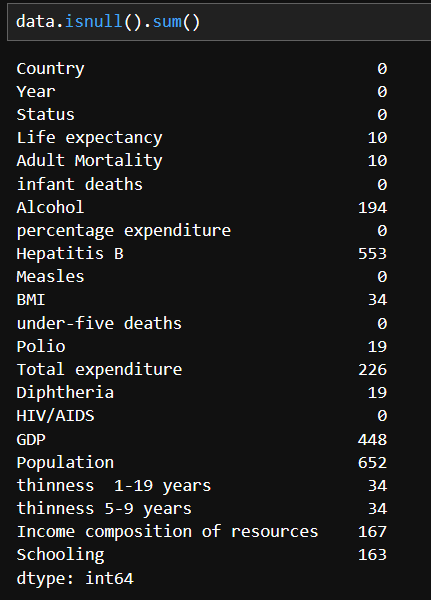 data.isnull().sum()
Country 0
Year 0
Status 0
Life expectancy 10
Adult Mortality 10
infant deaths 0
Alcohol 194
percentage expenditure 0
Hepatitis B 553
Measles 0
BMI 34
under-five deaths 0
Polio 19
Total expenditure 226
Diphtheria 19
HIV/AIDS 0
GDP 448
Population 652
thinness  1-19 years 34
thinness 5-9 years 34
Income composition of resources 167
Schooling 163
dtype: int64